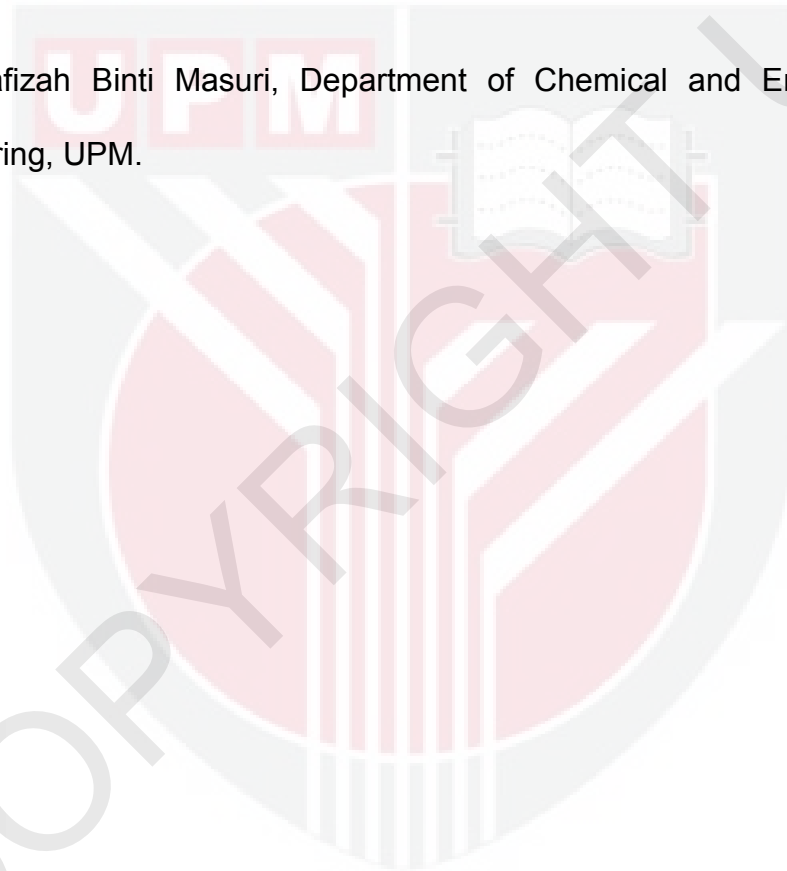 afizah Binti Masuri, Department of Chemical and En
ring, UPM.
UPM
COPYRIGHT U